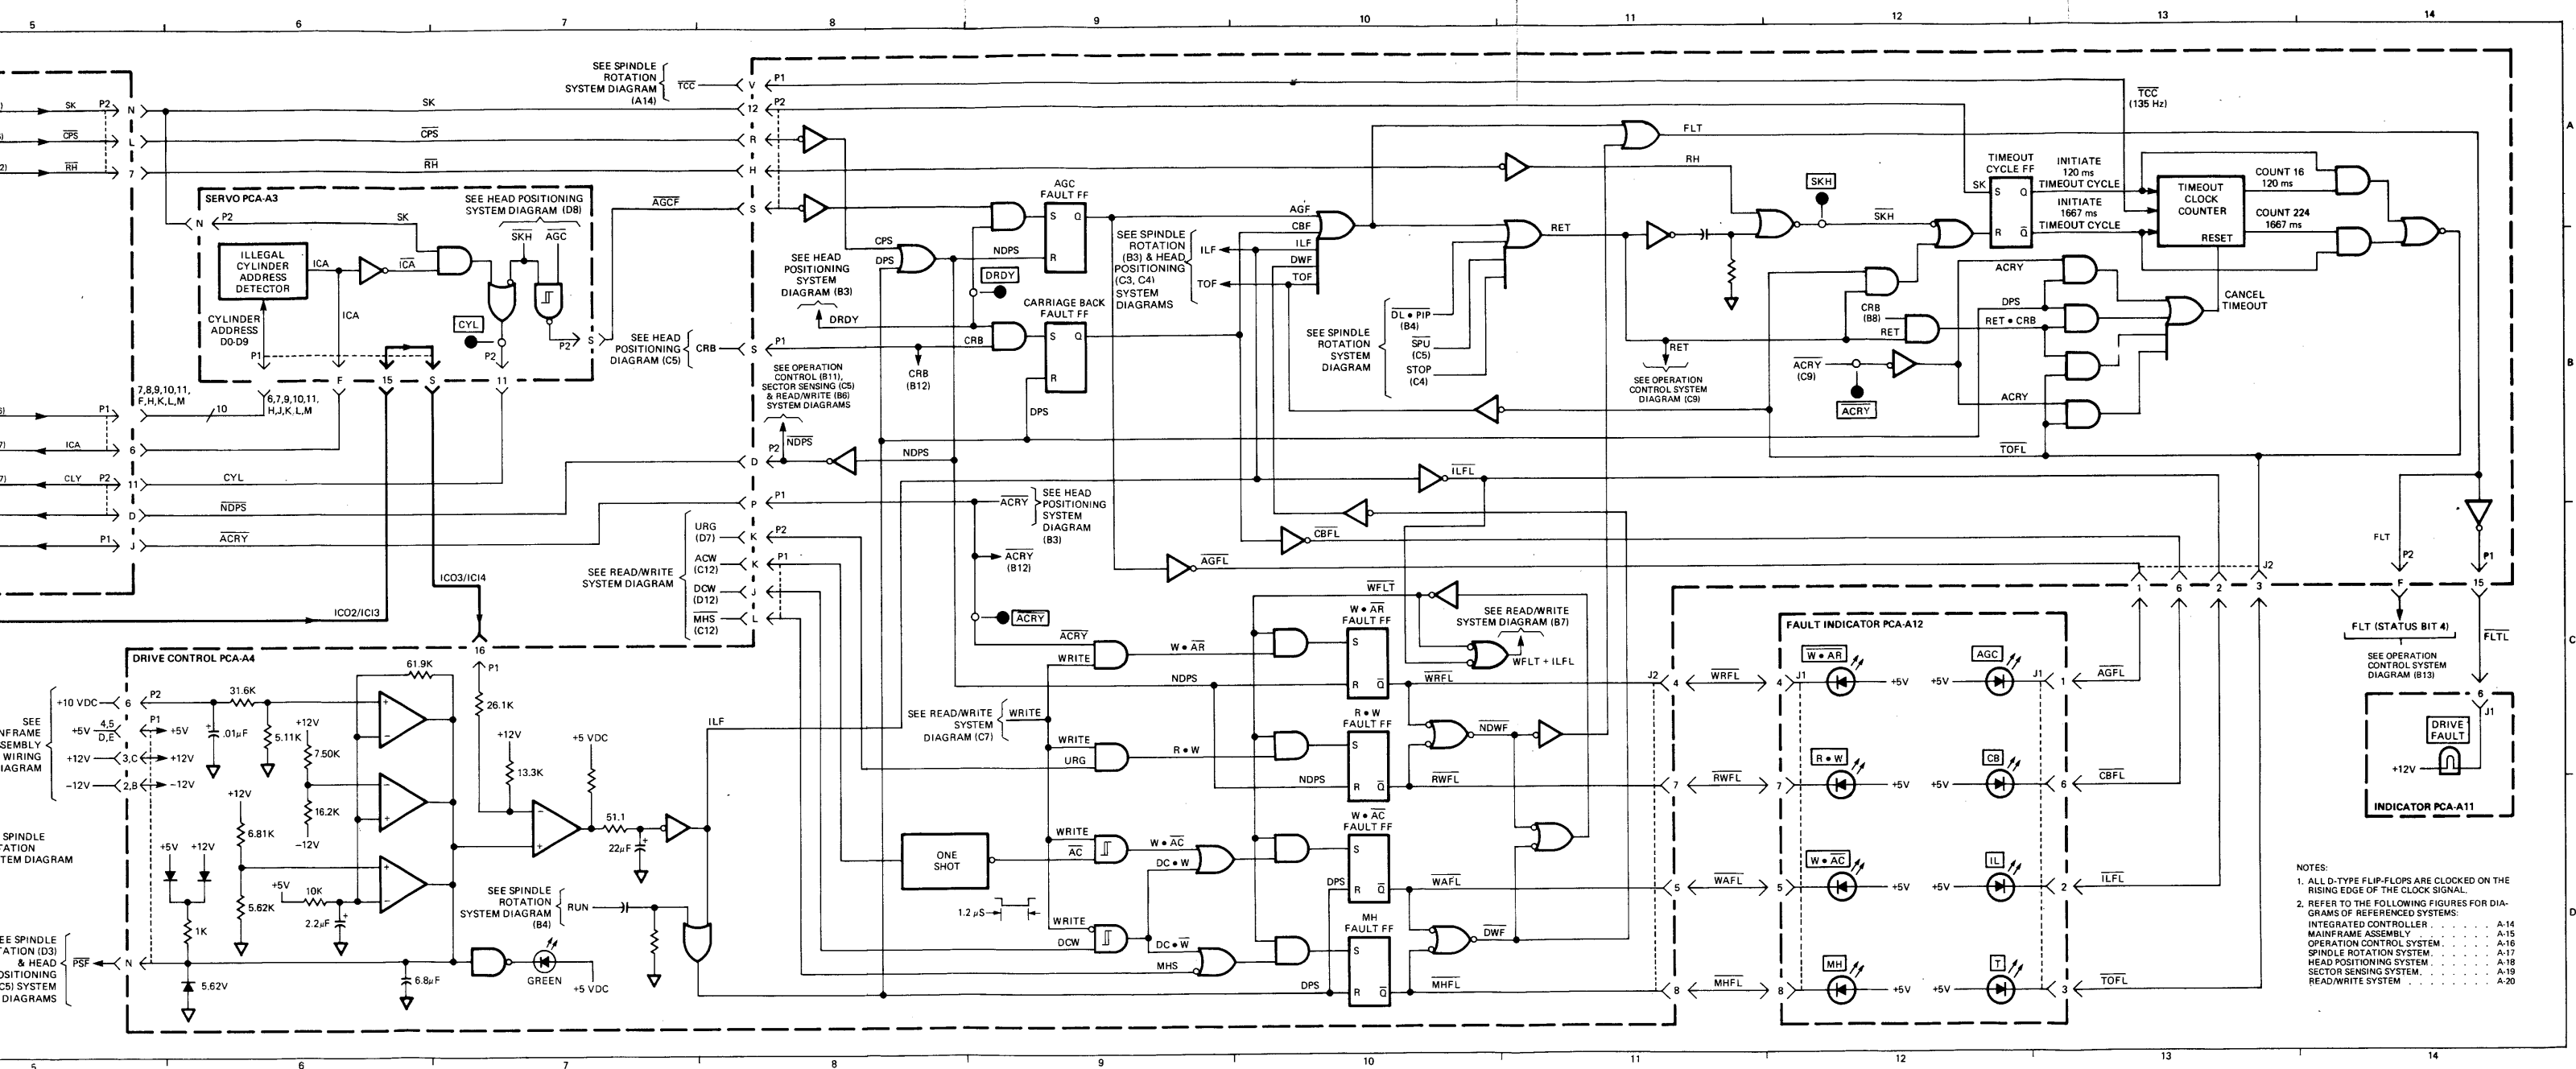 5 6 7 8 9 10 11 12 13 14
SEE SPINDLE
ROTATION
SYSTEM DIAGRAM
(A14)
TCC
V
P1
TCC
(135 Hz)
SK P2 N
SK
12 P2
CPS L
CPS
R
RH 7
RH
H
A
SERVO PCA-A3
SEE HEAD POSITIONING
SYSTEM DIAGRAM (D8)
N P2
SK
SKH AGC
ILLEGAL
CYLINDER
ADDRESS
DETECTOR
ICA
ICA
ICA
CYLINDER
ADDRESS
D0-D9
CYL
P1
P2
P2 S
F 15 S 11
AGCF
S
SEE HEAD
POSITIONING
DIAGRAM (C5)
CRB S P1
CRB
(B12)
SEE HEAD
POSITIONING
SYSTEM
DIAGRAM (B3)
DRDY
CPS
DPS
NDPS
DRDY
CRB
AGC
FAULT FF
S Q
R
CARRIAGE BACK
FAULT FF
S Q
R
DPS
SEE SPINDLE
ROTATION
(B3) & HEAD
POSITIONING
(C3, C4)
SYSTEM
DIAGRAMS
ILF
TOF
AGF
CBF
ILF
DWF
TOF
FLT
RH
RET
SEE SPINDLE
ROTATION
SYSTEM
DIAGRAM
DL • PIP
(B4)
SPU
(C5)
STOP
(C4)
RET
SEE OPERATION
CONTROL SYSTEM
DIAGRAM (C9)
SKH
SKH
TIMEOUT
CYCLE FF
SK S Q
R Q
INITIATE
120 ms
TIMEOUT CYCLE
INITIATE
1667 ms
TIMEOUT CYCLE
TIMEOUT
CLOCK
COUNTER
RESET
COUNT 16
120 ms
COUNT 224
1667 ms
CRB
(B8)
RET
ACRY
(C9)
ACRY
ACRY
DPS
RET • CRB
ACRY
CANCEL
TIMEOUT
TOFL
B
7,8,9,10,11,
F,H,K,L,M
10
6,7,9,10,11,
H,J,K,L,M
P1
ICA 6
CLY P2 11
CYL
D
NDPS
P1 J
ACRY
SEE OPERATION
CONTROL (B11),
SECTOR SENSING (C5)
& READ/WRITE (B6)
SYSTEM DIAGRAMS
NDPS
D P2
NDPS
P P1
ACRY
SEE HEAD
POSITIONING
SYSTEM
DIAGRAM
(B3)
ACRY
(B12)
ACRY
SEE READ/WRITE
SYSTEM DIAGRAM
URG
(D7)
K P2
ACW
(C12)
K P1
DCW
(D12)
J
MHS
(C12)
L
ICO3/ICI4
ICO2/ICI3
ILFL
CBFL
AGFL
FLT
P2
P1
F
15
1 6 2 3 J2
FLT (STATUS BIT 4)
SEE OPERATION
CONTROL SYSTEM
DIAGRAM (B13)
FLTL
6
J1
DRIVE
FAULT
+12V
INDICATOR PCA-A11
C
DRIVE CONTROL PCA-A4
16
P1
61.9K
+10 VDC 6 P2
31.6K
.01µF
5.11K
26.1K
SEE
+5V 4,5
D,E
P1
+5V
+12V 3,C +12V
−12V 2,B −12V
+12V
7.50K
16.2K
−12V
+12V
13.3K
+5 VDC
+12V
6.81K
5.62K
+5V +12V
1K
+5V
10K
2.2µF
51.1
22µF
ILF
SEE SPINDLE
ROTATION
SYSTEM DIAGRAM
(B4)
RUN
PSF N
5.62V
6.8µF
GREEN
+5 VDC
SPINDLE
& HEAD
DIAGRAMS
ACRY
WRITE
W • AR
NDPS
SEE READ/WRITE
SYSTEM
DIAGRAM (C7)
WRITE
WRITE
URG
R • W
NDPS
ONE
SHOT
1.2 µS
WRITE
AC
W • AC
DC • W
WRITE
DCW
DC • W
MHS
DPS
DPS
W • AR
FAULT FF
S
R Q
R • W
FAULT FF
S
R Q
W • AC
FAULT FF
S
R Q
MH
FAULT FF
S
R Q
WFLT
SEE READ/WRITE
SYSTEM DIAGRAM (B7)
WFLT + ILFL
NDWF
DWF
WRFL
RWFL
WAFL
MHFL
J2
4
7
5
8
WRFL
RWFL
WAFL
MHFL
FAULT INDICATOR PCA-A12
4 J1
W • AR
+5V +5V
AGC
J1 1
AGFL
7
R • W
+5V +5V
CB
6
CBFL
5
W • AC
+5V +5V
IL
2
ILFL
8
MH
+5V +5V
T
3
TOFL
NOTES:
1. ALL D-TYPE FLIP-FLOPS ARE CLOCKED ON THE
RISING EDGE OF THE CLOCK SIGNAL.
2. REFER TO THE FOLLOWING FIGURES FOR DIA-
GRAMS OF REFERENCED SYSTEMS:
INTEGRATED CONTROLLER . . . . . . A-14
MAINFRAME ASSEMBLY . . . . . . A-15
OPERATION CONTROL SYSTEM . . . . . A-16
SPINDLE ROTATION SYSTEM . . . . . . A-17
HEAD POSITIONING SYSTEM . . . . . . A-18
SECTOR SENSING SYSTEM . . . . . . A-19
READ/WRITE SYSTEM . . . . . . . A-20
D
5 6 7 8 9 10 11 12 13 14